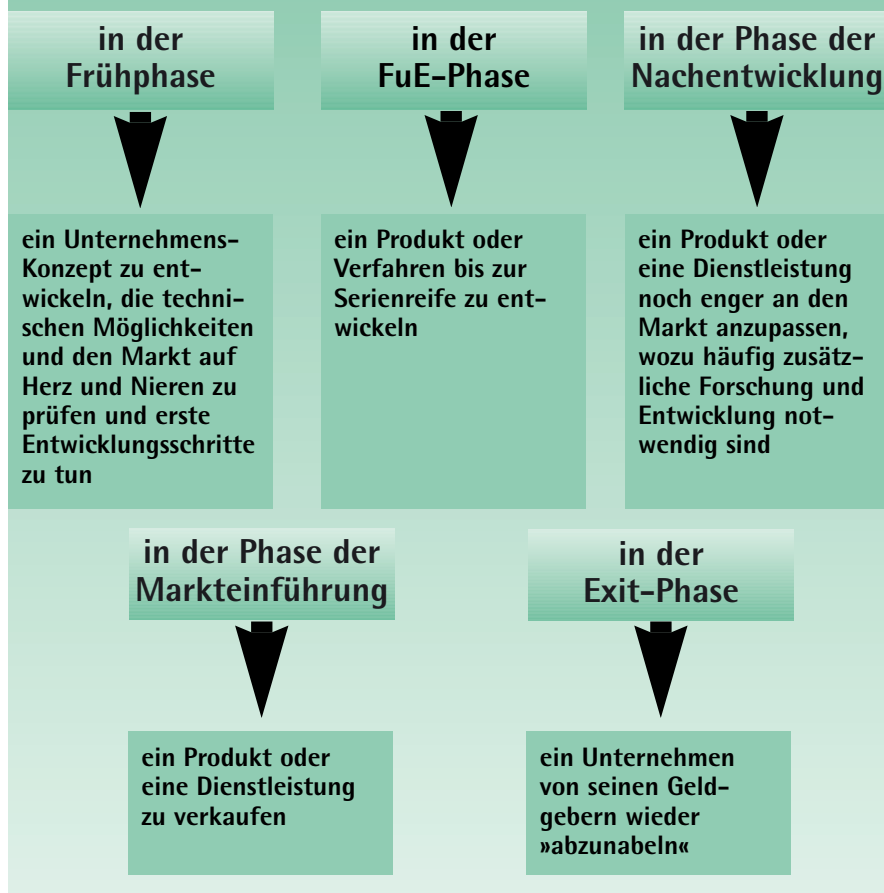 in der
Frühphase
in der
FuE-Phase
in der Phase der
Nachentwicklung
ein Unternehmens-
Konzept zu ent-
wickeln, die techni-
schen Möglichkeiten
und den Markt auf
Herz und Nieren zu
prüfen und erste
Entwicklungsschritte
zu tun
ein Produkt oder
Verfahren bis zur
Serienreife zu ent-
wickeln
ein Produkt oder
eine Dienstleistung
noch enger an den
Markt anzupassen,
wozu häufig zusätz-
liche Forschung und
Entwicklung not-
wendig sind
in der Phase der
Markteinführung
in der
Exit-Phase
ein Produkt oder
eine Dienstleistung
zu verkaufen
ein Unternehmen
von seinen Geld-
gebern wieder
»abzunabeln«